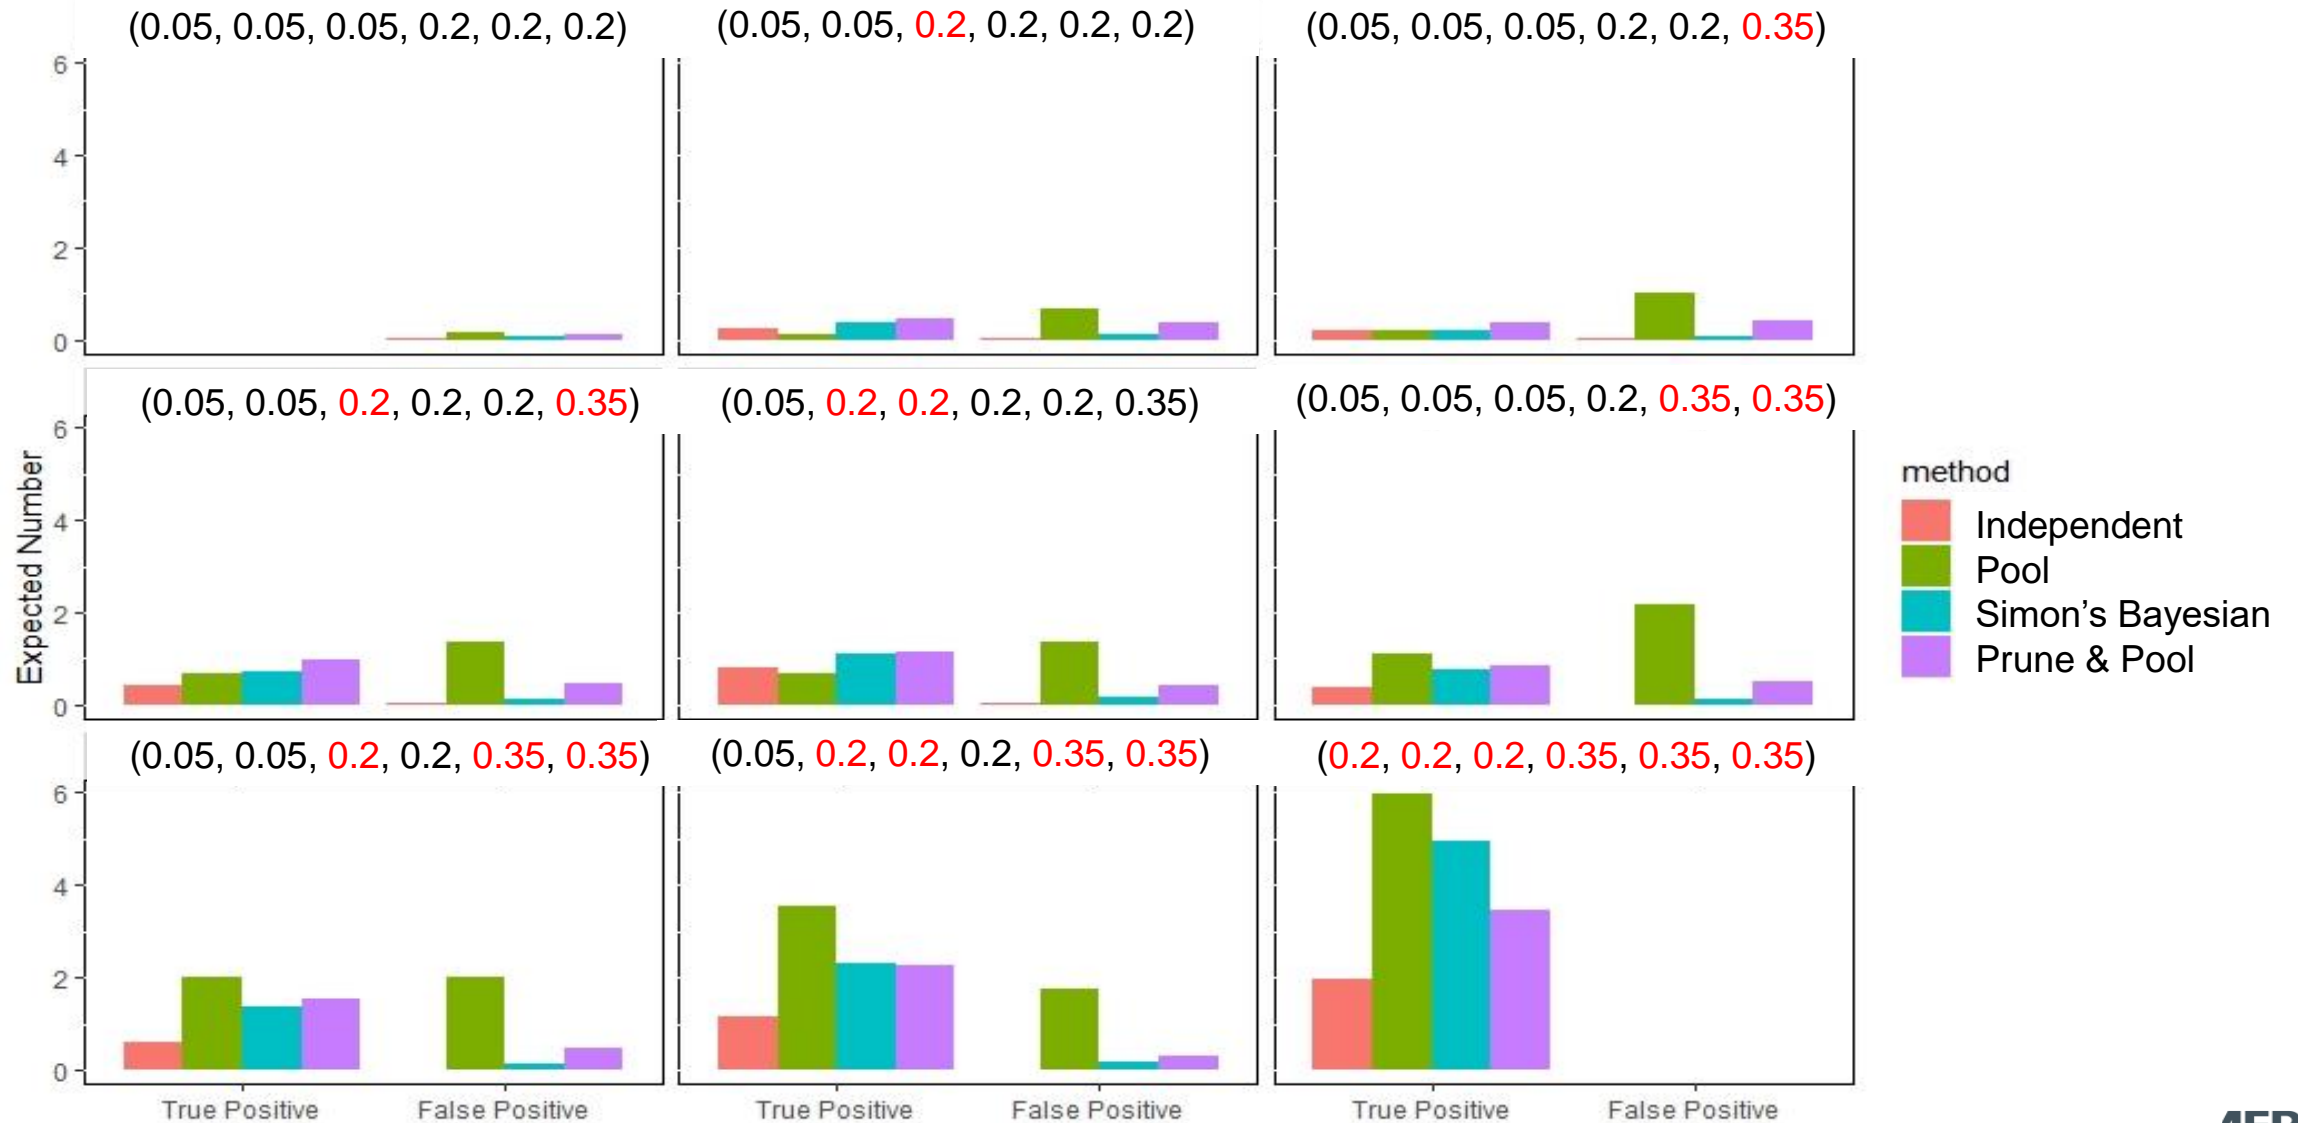 (0.05, 0.05, 0.05, 0.2, 0.2, 0.2)
(0.05, 0.05, 0.2, 0.2, 0.2, 0.2)
(0.05, 0.05, 0.05, 0.2, 0.2, 0.35)
6
4
2
0
(0.05, 0.05, 0.2, 0.2, 0.2, 0.35)
(0.05, 0.2, 0.2, 0.2, 0.2, 0.35)
(0.05, 0.05, 0.05, 0.2, 0.35, 0.35)
6
4
2
0
Expected Number
method
Independent
Pool
Simon’s Bayesian
Prune & Pool
(0.05, 0.05, 0.2, 0.2, 0.35, 0.35)
(0.05, 0.2, 0.2, 0.2, 0.35, 0.35)
(0.2, 0.2, 0.2, 0.35, 0.35, 0.35)
6
4
2
0
True Positive
False Positive
True Positive
False Positive
True Positive
False Positive